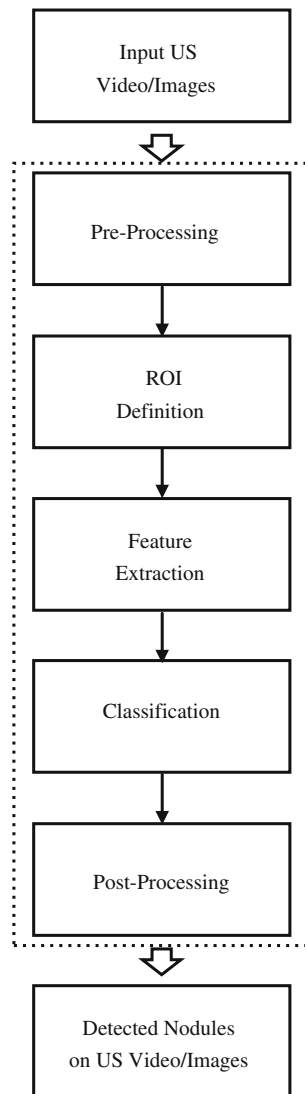 Input US
Video/Images
Pre-Processing
ROI
Definition
Feature
Extraction
Classification
Post-Processing
Detected Nodules
on US Video/Images